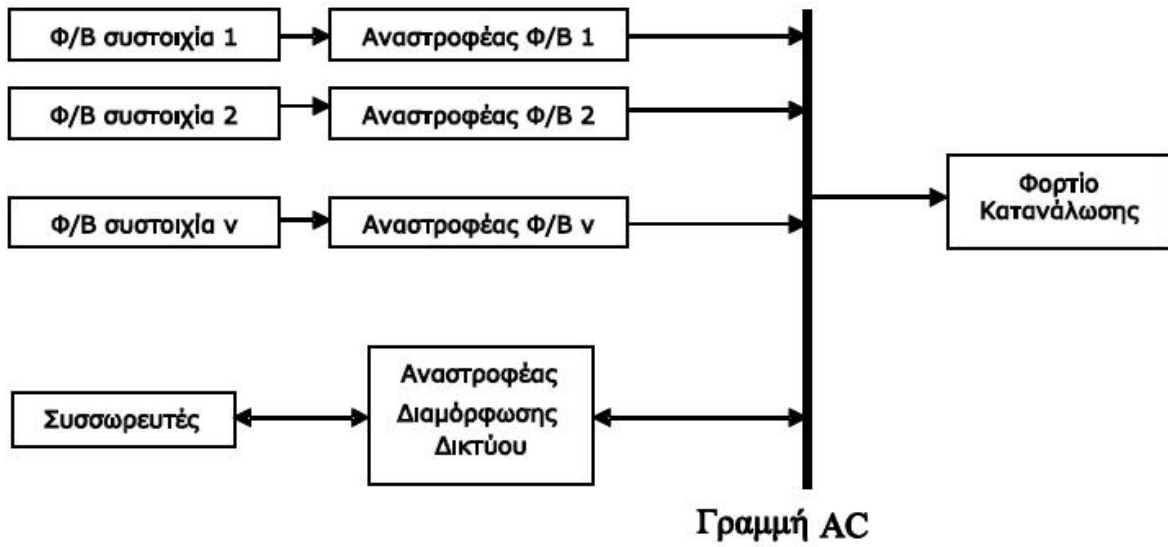 Φ/Β συστοιχία 1
Αναστροφέας Φ/Β 1
Φ/Β συστοιχία 2
Αναστροφέας Φ/Β 2
Φ/Β συστοιχία ν
Αναστροφέας Φ/Β ν
Φορτίο
Κατανάλωσης
Συσσωρευτές
Αναστροφέας
Διαμόρφωσης
Δικτύου
Γραμμή AC